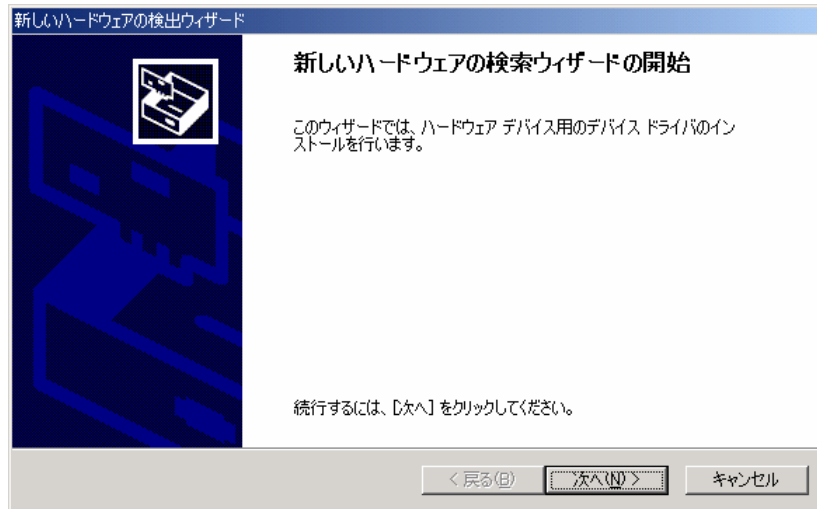 新しいハードウェアの検出ウィザード
新しいハードウェアの検索ウィザードの開始
このウィザードでは、ハードウェア デバイス用のデバイス ドライバのイン
ストールを行います。
続行するには、[次へ] をクリックしてください。
< 戻る(B)
次へ(N) >
キャンセル